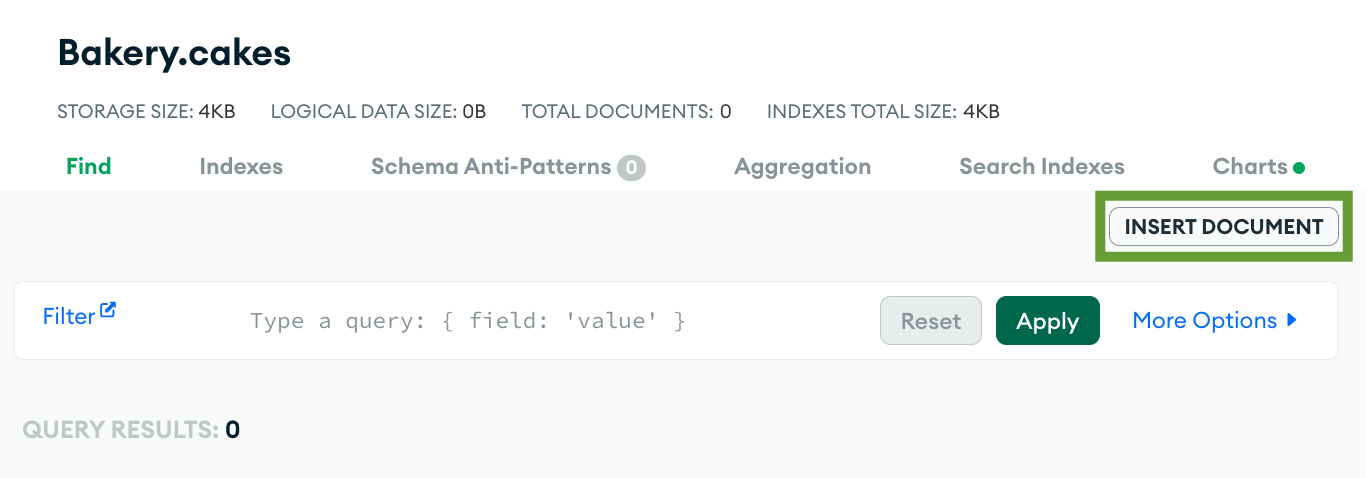 Bakery.cakes
STORAGE SIZE: 4KB LOGICAL DATA SIZE: 0B TOTAL DOCUMENTS: 0 INDEXES TOTAL SIZE: 4KB
Find Indexes Schema Anti-Patterns 0 Aggregation Search Indexes Charts
INSERT DOCUMENT
Filter Type a query: { field: 'value' } Reset Apply More Options
QUERY RESULTS: 0